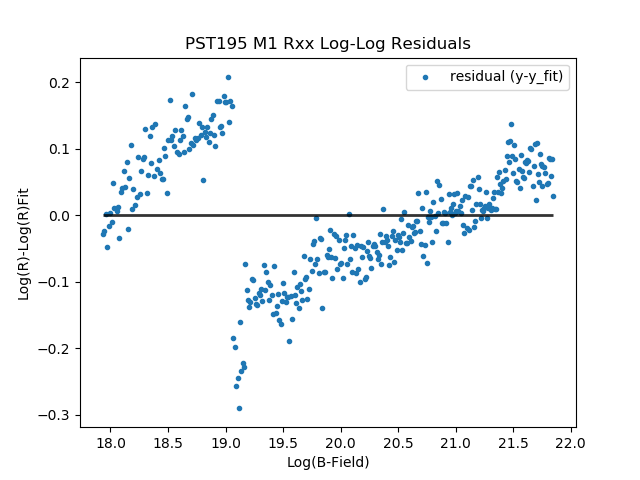 PST195 M1 Rxx Log-Log Residuals
residual (y-y_fit)
Log(R)-Log(R)Fit
0.2
0.1
0.0
−0.1
−0.2
−0.3
18.0 18.5 19.0 19.5 20.0 20.5 21.0 21.5 22.0
Log(B-Field)